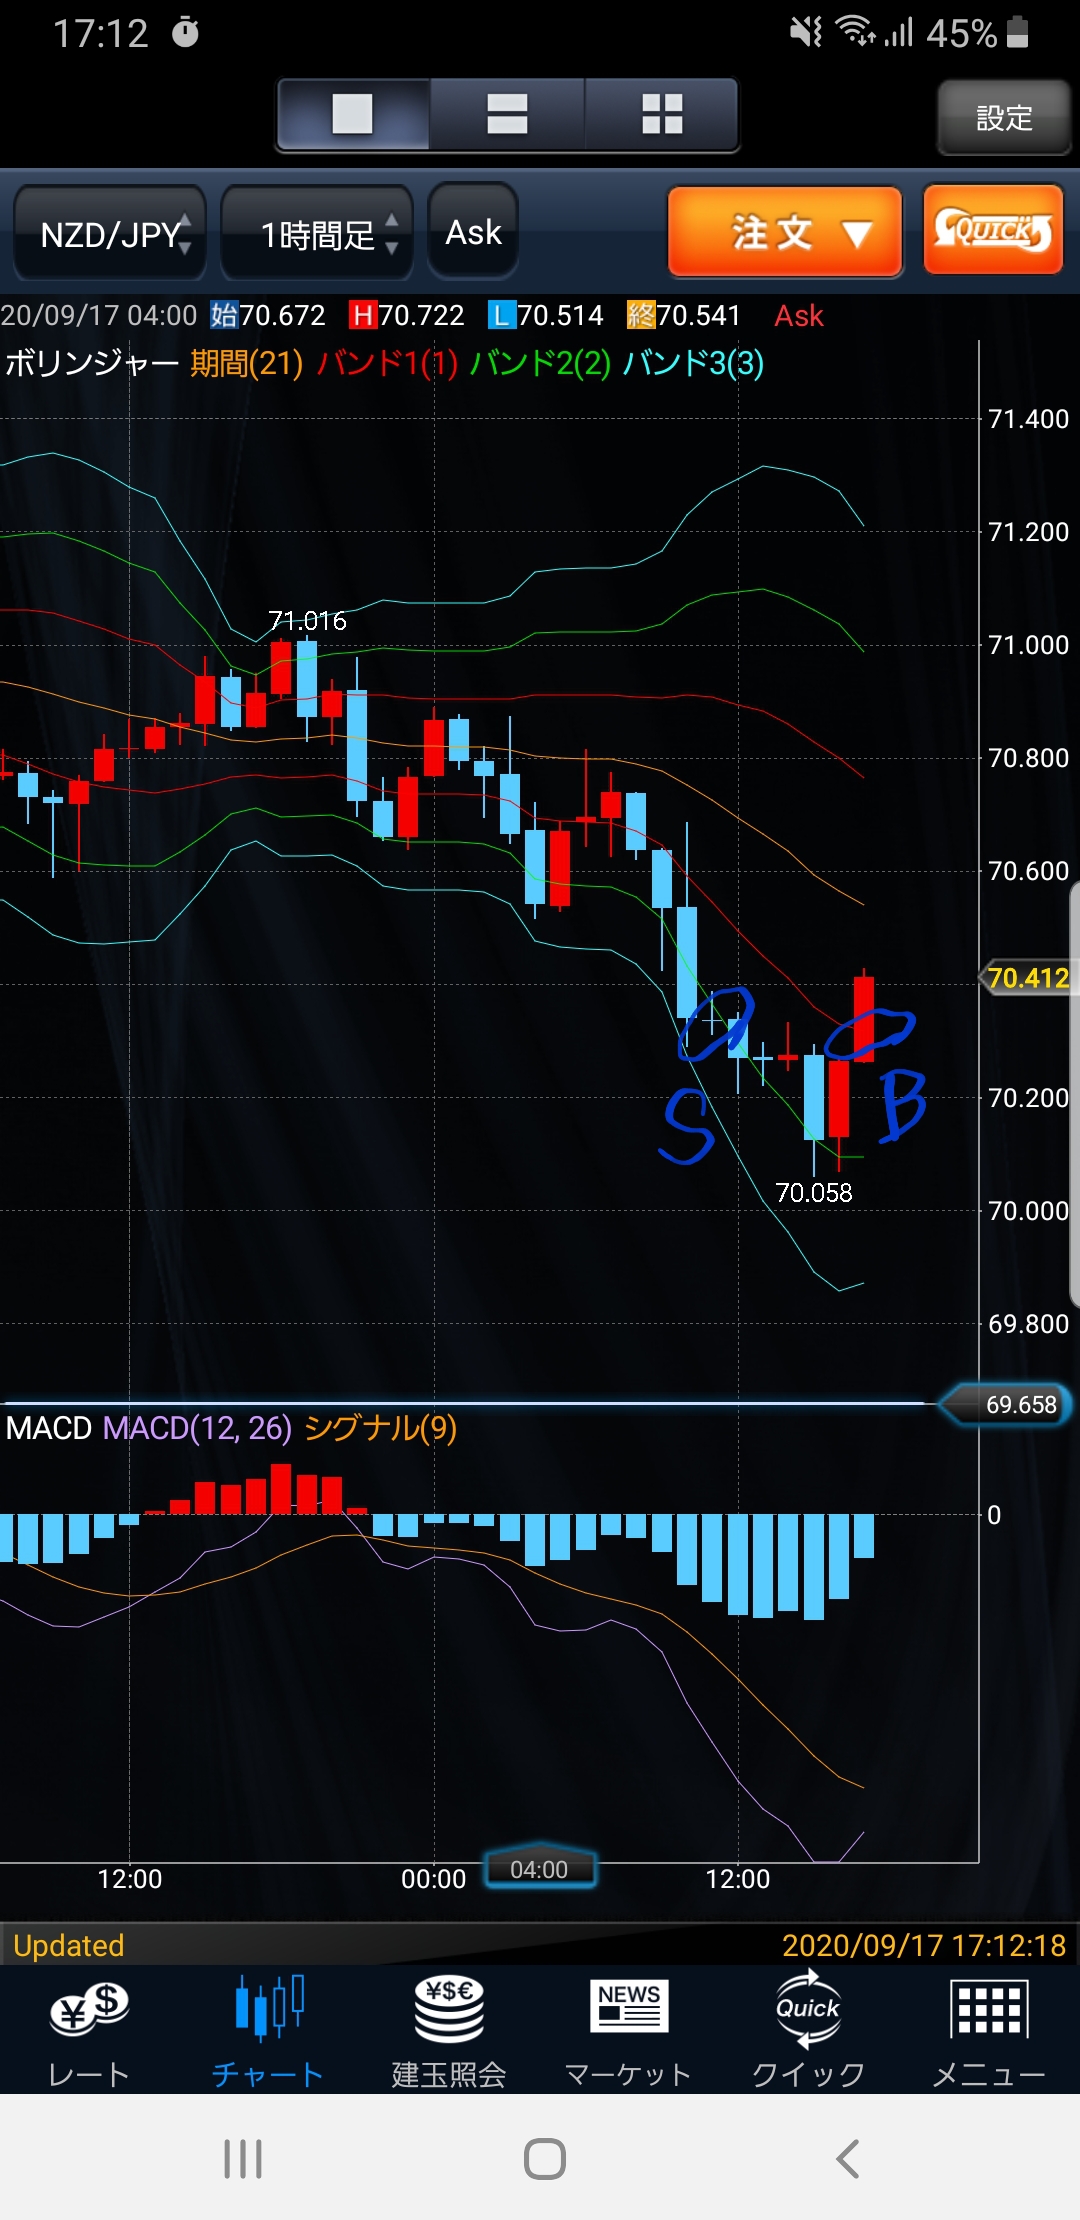 17:12 45%
設定
NZD/JPY 1時間足 Ask 注文 ▼ QUICK
20/09/17 04:00 始70.672 H70.722 L70.514 終70.541 Ask
ボリンジャー 期間(21) バンド1(1) バンド2(2) バンド3(3)
71.400
71.200
71.016
71.000
70.800
70.600
70.412
S B
70.200
70.058
70.000
69.800
69.658
MACD MACD(12, 26) シグナル(9)
0
12:00 00:00 04:00 12:00
Updated 2020/09/17 17:12:18
¥$ ¥$€ NEWS Quick
レート チャート 建玉照会 マーケット クイック メニュー